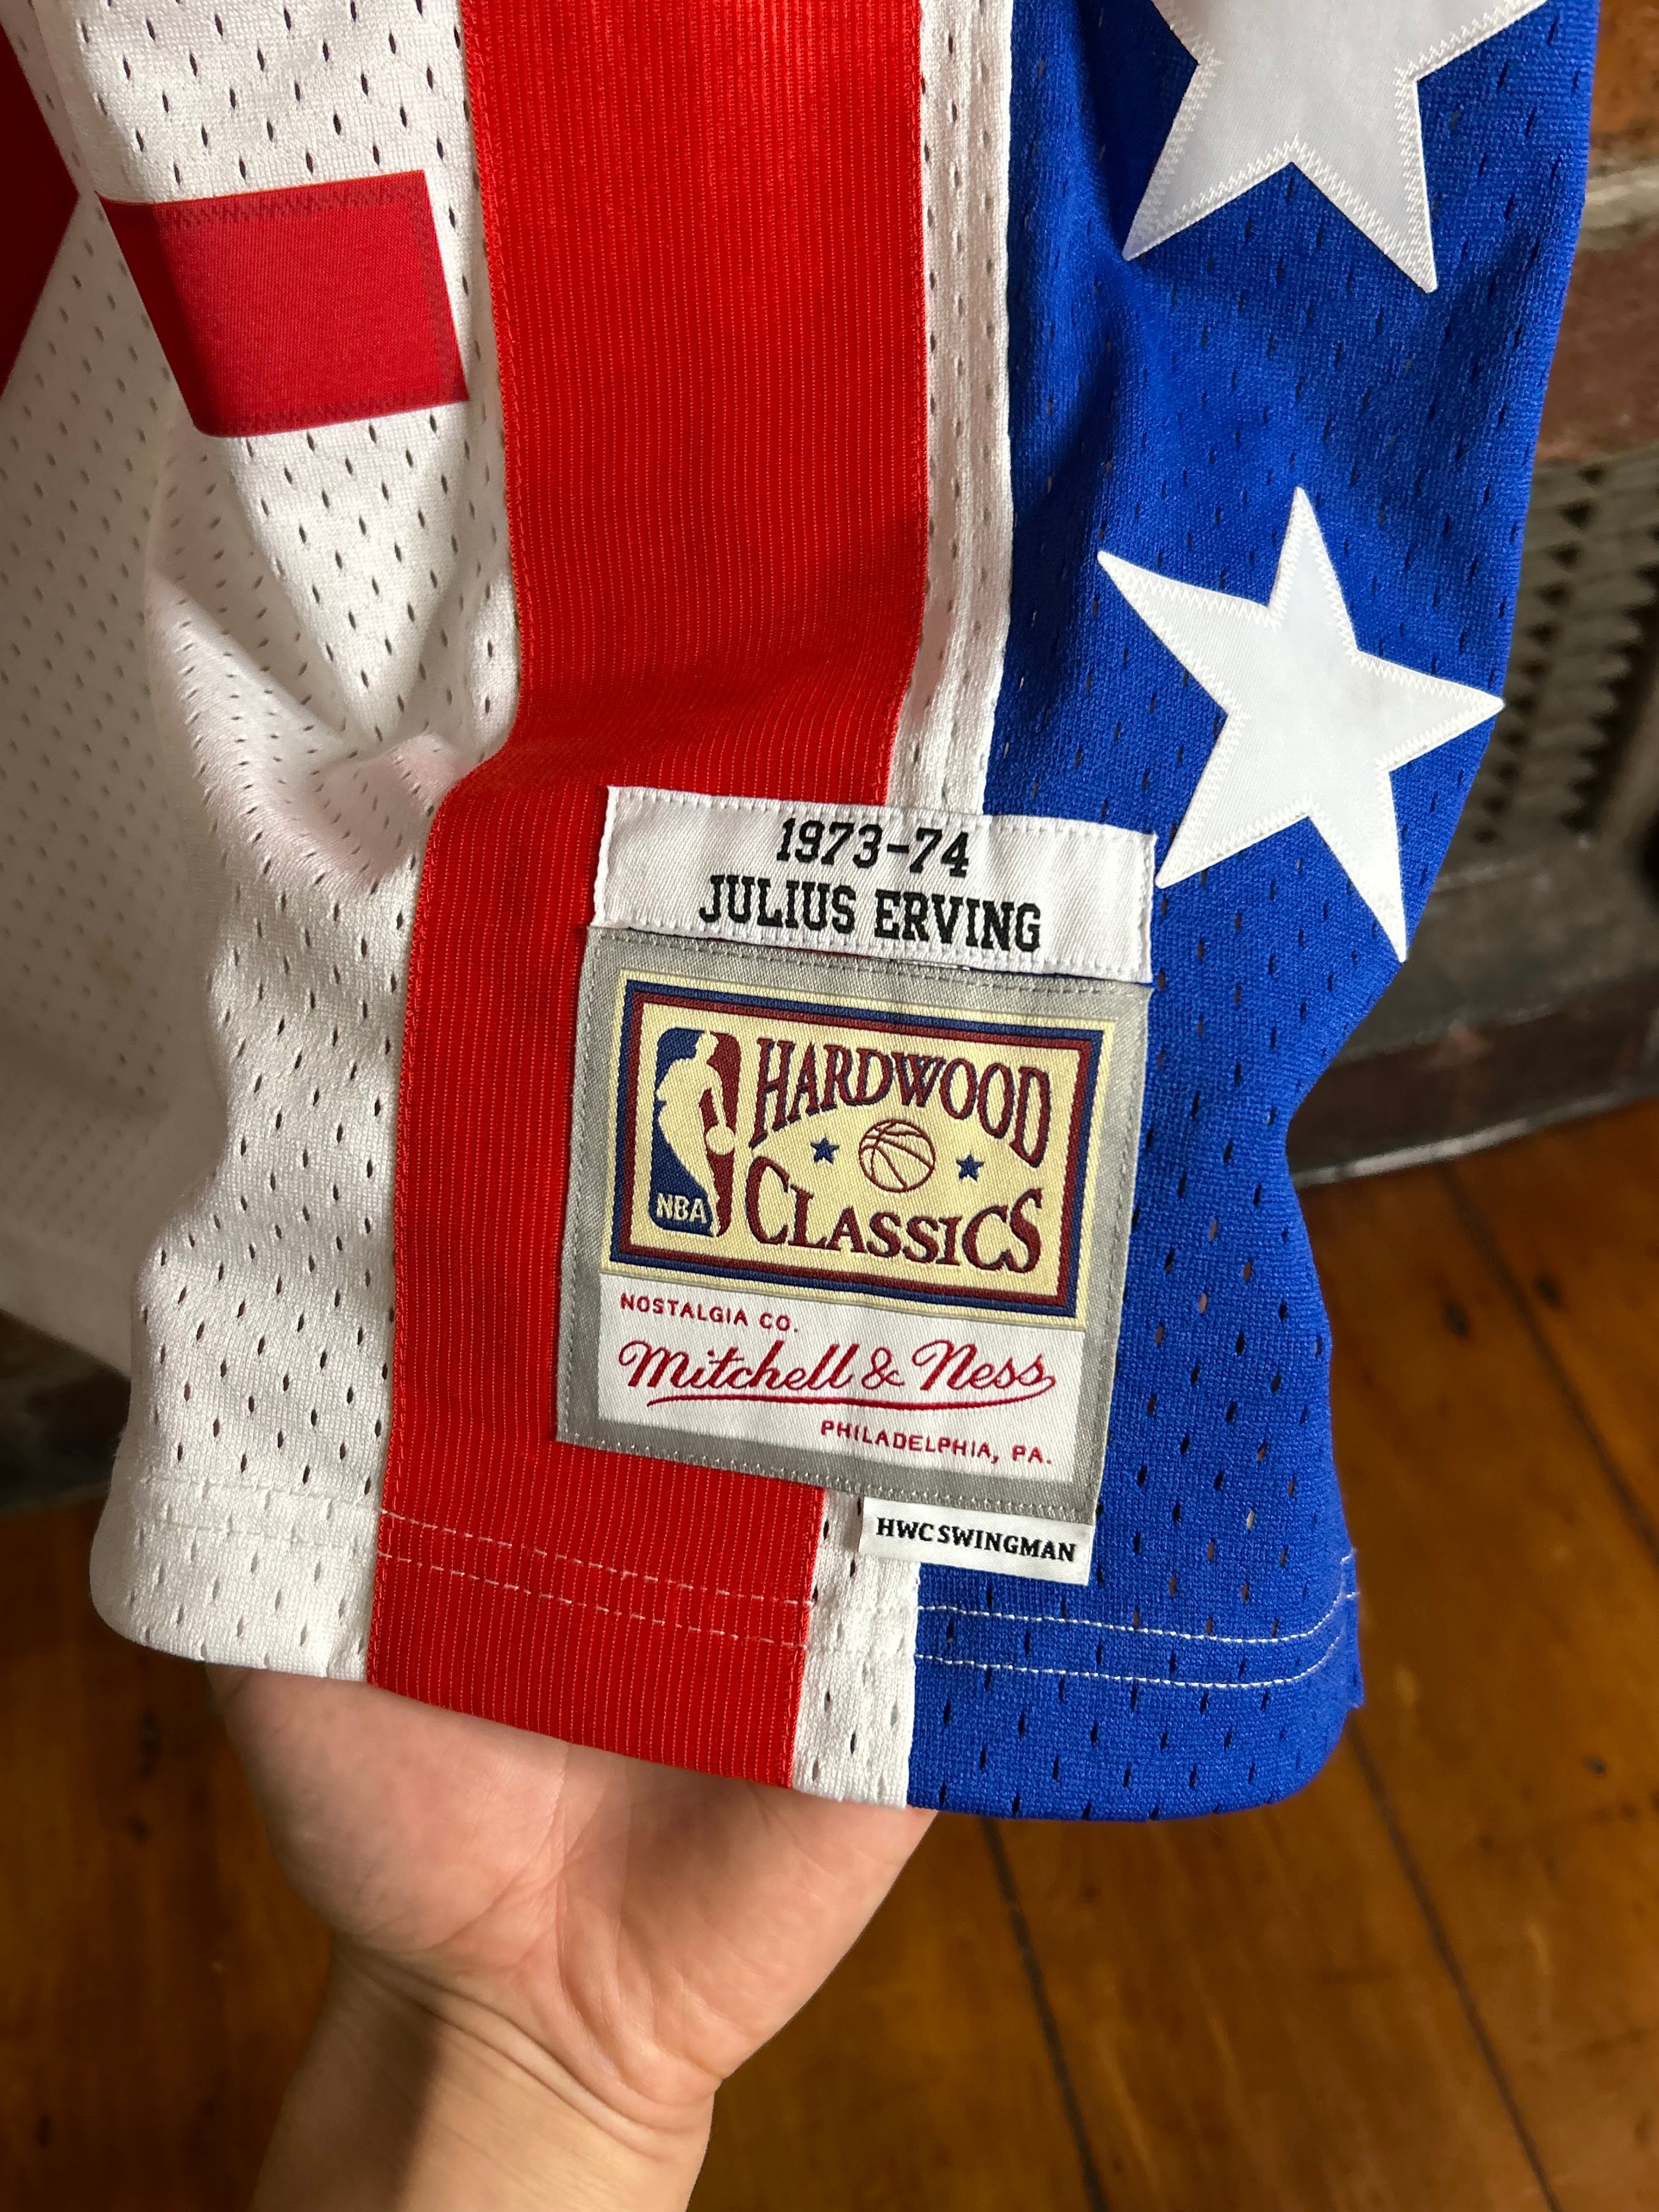 1973-74
JULIUS ERVING
HARDWOOD
CLASSICS
NBA
NOSTALGIA CO.
Mitchell & Ness
PHILADELPHIA, PA.
HWC SWINGMAN